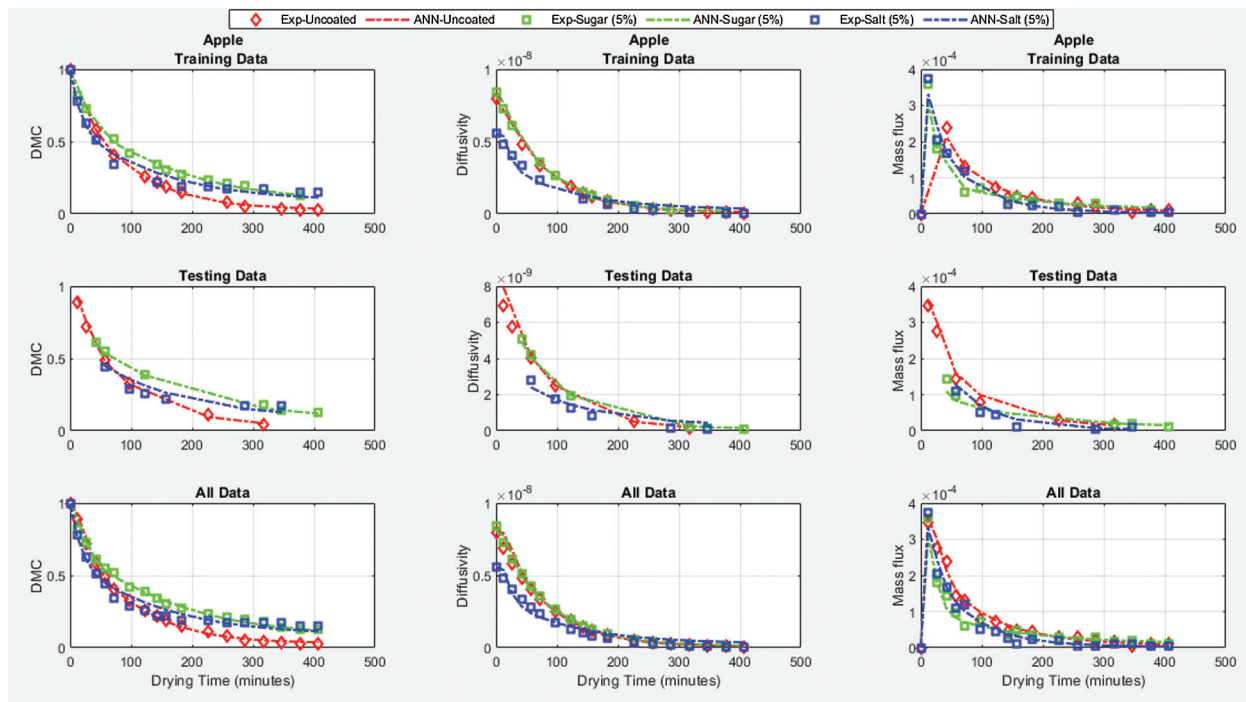 Exp-Uncoated ANN-Uncoated Exp-Sugar (5%) ANN-Sugar (5%) Exp-Salt (5%) ANN-Salt (5%)
Apple
Training Data
DMC
1
0.5
0
0 100 200 300 400 500
Apple
Training Data
×10⁻⁸
Diffusivity
1
0.5
0
0 100 200 300 400 500
Apple
Training Data
×10⁻⁴
Mass flux
4
3
2
1
0
0 100 200 300 400 500
Testing Data
DMC
1
0.5
0
0 100 200 300 400 500
Testing Data
×10⁻⁹
Diffusivity
8
6
4
2
0
0 100 200 300 400 500
Testing Data
×10⁻⁴
Mass flux
4
3
2
1
0
0 100 200 300 400 500
All Data
DMC
1
0.5
0
0 100 200 300 400 500
Drying Time (minutes)
All Data
×10⁻⁸
Diffusivity
1
0.5
0
0 100 200 300 400 500
Drying Time (minutes)
All Data
×10⁻⁴
Mass flux
4
3
2
1
0
0 100 200 300 400 500
Drying Time (minutes)